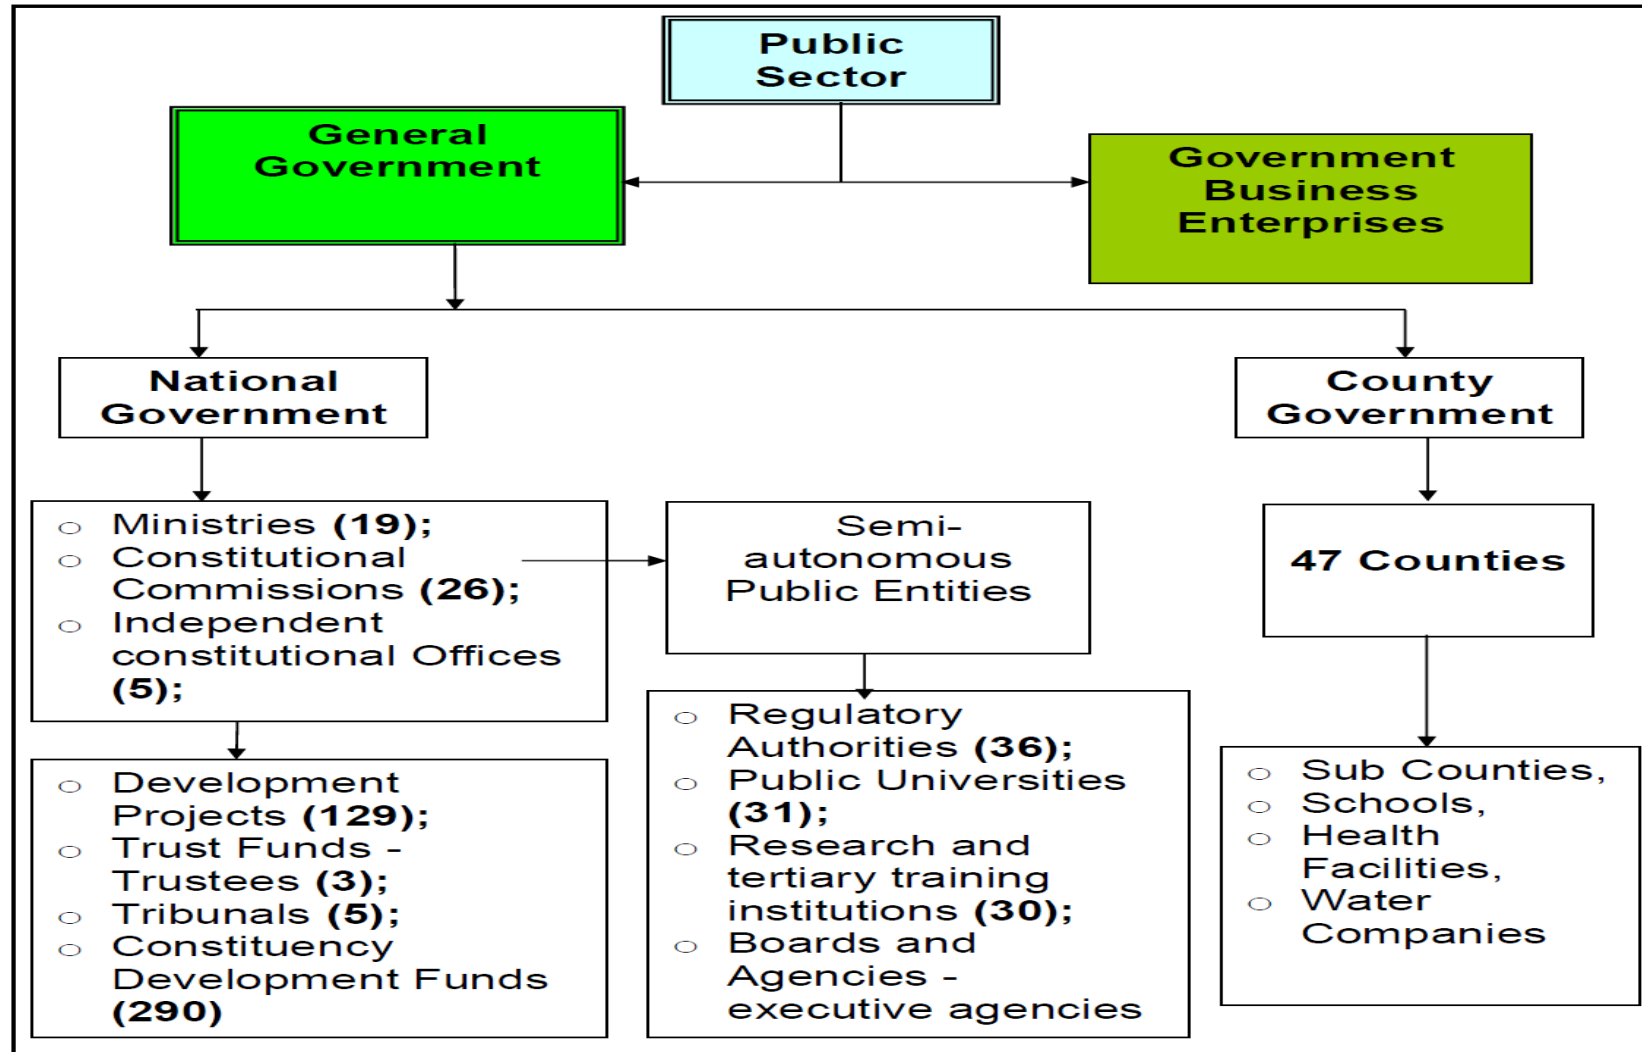 Public
Sector
General
Government
Government
Business
Enterprises
National
Government
County
Government
○ Ministries (19);
○ Constitutional
Commissions (26);
○ Independent
constitutional Offices
(5);
Semi-
autonomous
Public Entities
47 Counties
○ Development
Projects (129);
○ Trust Funds -
Trustees (3);
○ Tribunals (5);
○ Constituency
Development Funds
(290)
○ Regulatory
Authorities (36);
○ Public Universities
(31);
○ Research and
tertiary training
institutions (30);
○ Boards and
Agencies -
executive agencies
○ Sub Counties,
○ Schools,
○ Health
Facilities,
○ Water
Companies